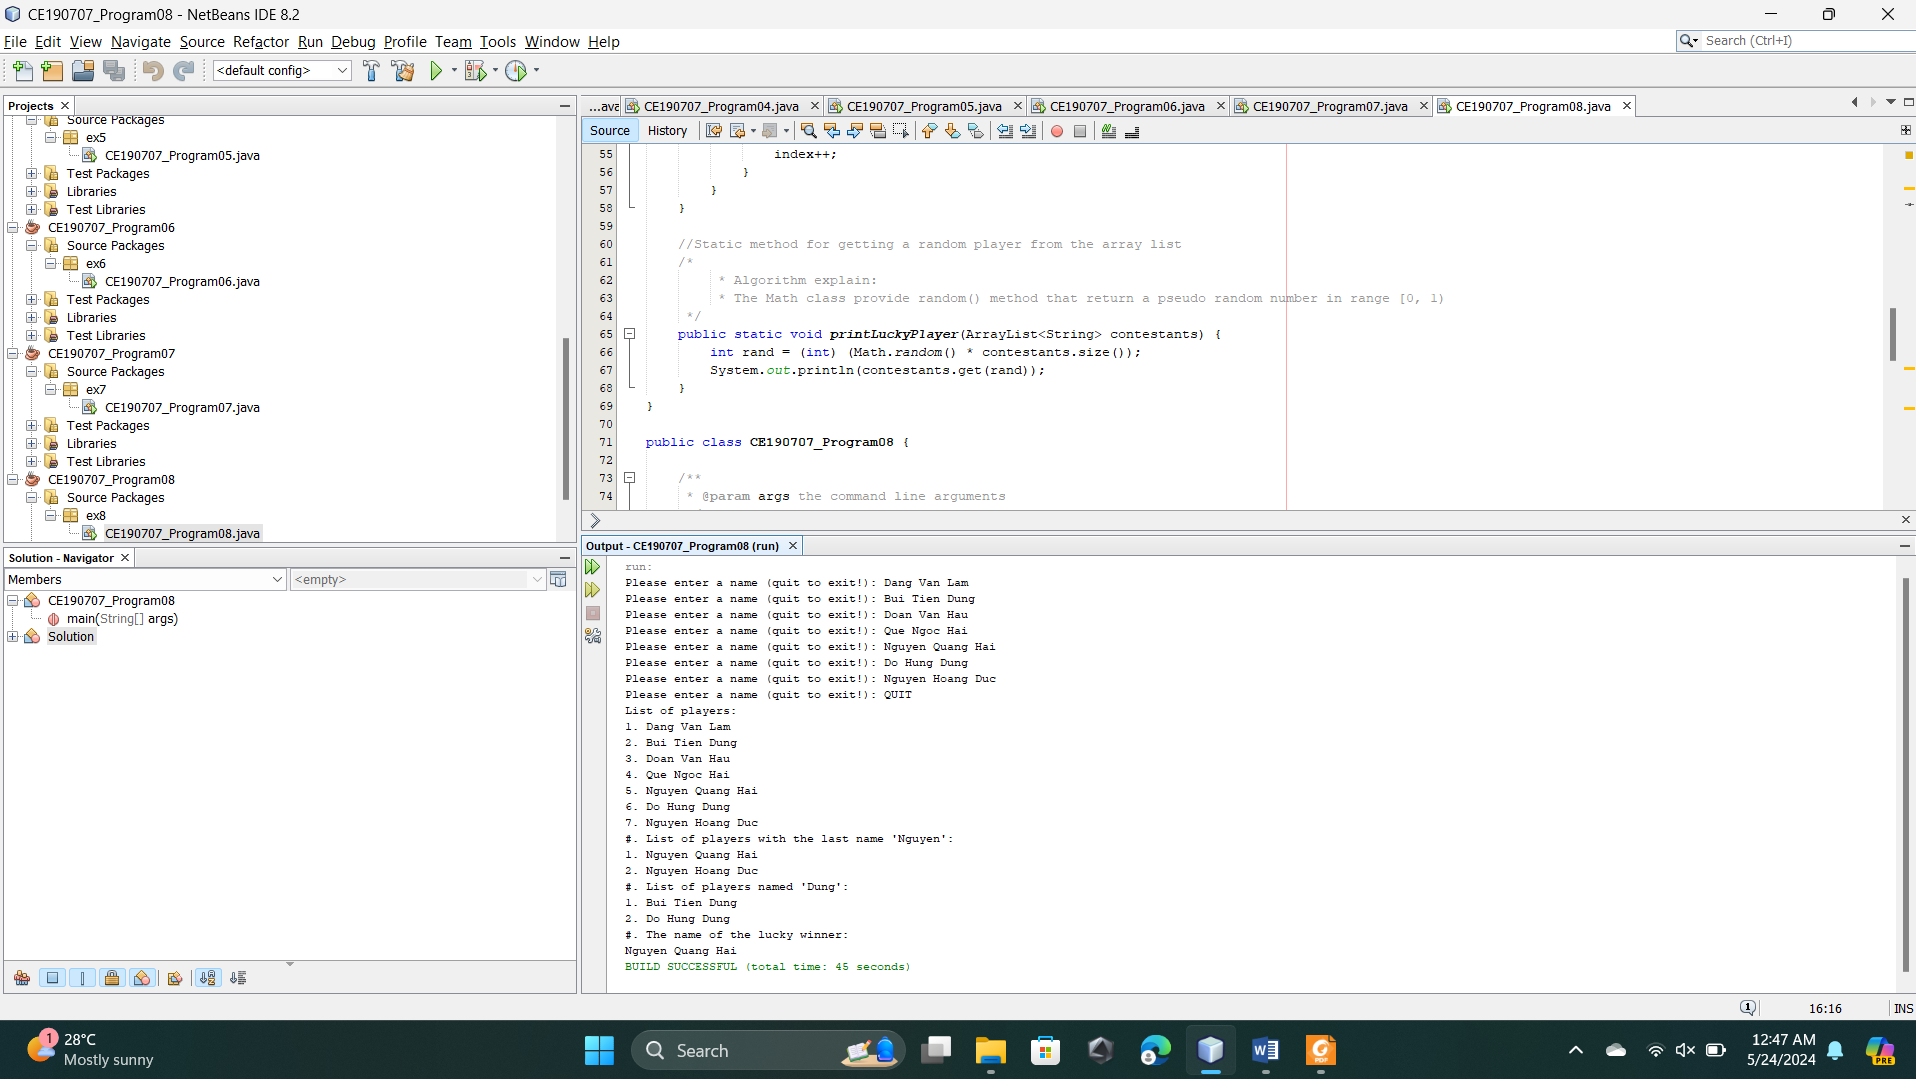 CE190707_Program08 - NetBeans IDE 8.2
File Edit View Navigate Source Refactor Run Debug Profile Team Tools Window Help
Search (Ctrl+I)
<default config>
Projects
Source Packages
ex5
CE190707_Program05.java
Test Packages
Libraries
Test Libraries
CE190707_Program06
Source Packages
ex6
CE190707_Program06.java
Test Packages
Libraries
Test Libraries
CE190707_Program07
Source Packages
ex7
CE190707_Program07.java
Test Packages
Libraries
Test Libraries
CE190707_Program08
Source Packages
ex8
CE190707_Program08.java
Solution - Navigator
Members
<empty>
CE190707_Program08
main(String[] args)
Solution
...ava CE190707_Program04.java CE190707_Program05.java CE190707_Program06.java CE190707_Program07.java CE190707_Program08.java
Source History
55 index++;
56 }
57 }
58 }
59
60 //Static method for getting a random player from the array list
61 /*
62 * Algorithm explain:
63 * The Math class provide random() method that return a pseudo random number in range [0, 1)
64 */
65 public static void printLuckyPlayer(ArrayList<String> contestants) {
66 int rand = (int) (Math.random() * contestants.size());
67 System.out.println(contestants.get(rand));
68 }
69 }
70
71 public class CE190707_Program08 {
72
73 /**
74 * @param args the command line arguments
Output - CE190707_Program08 (run)
run:
Please enter a name (quit to exit!): Dang Van Lam
Please enter a name (quit to exit!): Bui Tien Dung
Please enter a name (quit to exit!): Doan Van Hau
Please enter a name (quit to exit!): Que Ngoc Hai
Please enter a name (quit to exit!): Nguyen Quang Hai
Please enter a name (quit to exit!): Do Hung Dung
Please enter a name (quit to exit!): Nguyen Hoang Duc
Please enter a name (quit to exit!): QUIT
List of players:
1. Dang Van Lam
2. Bui Tien Dung
3. Doan Van Hau
4. Que Ngoc Hai
5. Nguyen Quang Hai
6. Do Hung Dung
7. Nguyen Hoang Duc
#. List of players with the last name 'Nguyen':
1. Nguyen Quang Hai
2. Nguyen Hoang Duc
#. List of players named 'Dung':
1. Bui Tien Dung
2. Do Hung Dung
#. The name of the lucky winner:
Nguyen Quang Hai
BUILD SUCCESSFUL (total time: 45 seconds)
1
16:16
INS
1
28°C
Mostly sunny
Search
PDF
12:47 AM
5/24/2024
PRE